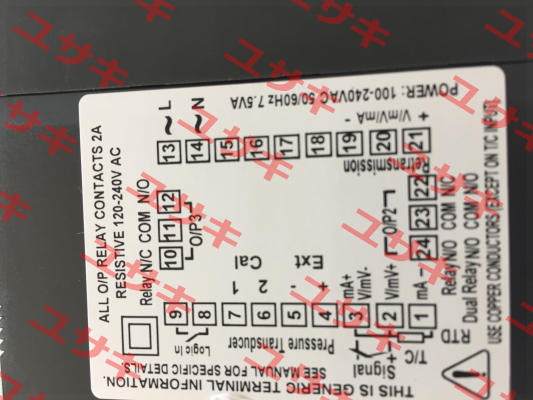 ALL O/P RELAY CONTACTS 2A
RESISTIVE 120-240V AC
Relay N/C COM N/O
10 11 12
O/P3
L N
13 14 15 16 17 18 19 20 21
POWER: 100-240VAC 50/60Hz 7.5VA
- +
V/mV/mA
Retransmission
O/P2
24 23 22
Relay N/O COM N/O
Dual Relay N/O COM N/O
USE COPPER CONDUCTORS (EXCEPT ON T/C INPUT)
9 8 7 6 5 4 3 2 1
Logic In
2 1 - +
Cal Ext
Pressure Transducer
mA+
V/mV-
V/mV+
mA-
Signal
T/C
RTD
SEE MANUAL FOR SPECIFIC DETAILS.
THIS IS GENERIC TERMINAL INFORMATION.
ユサキ